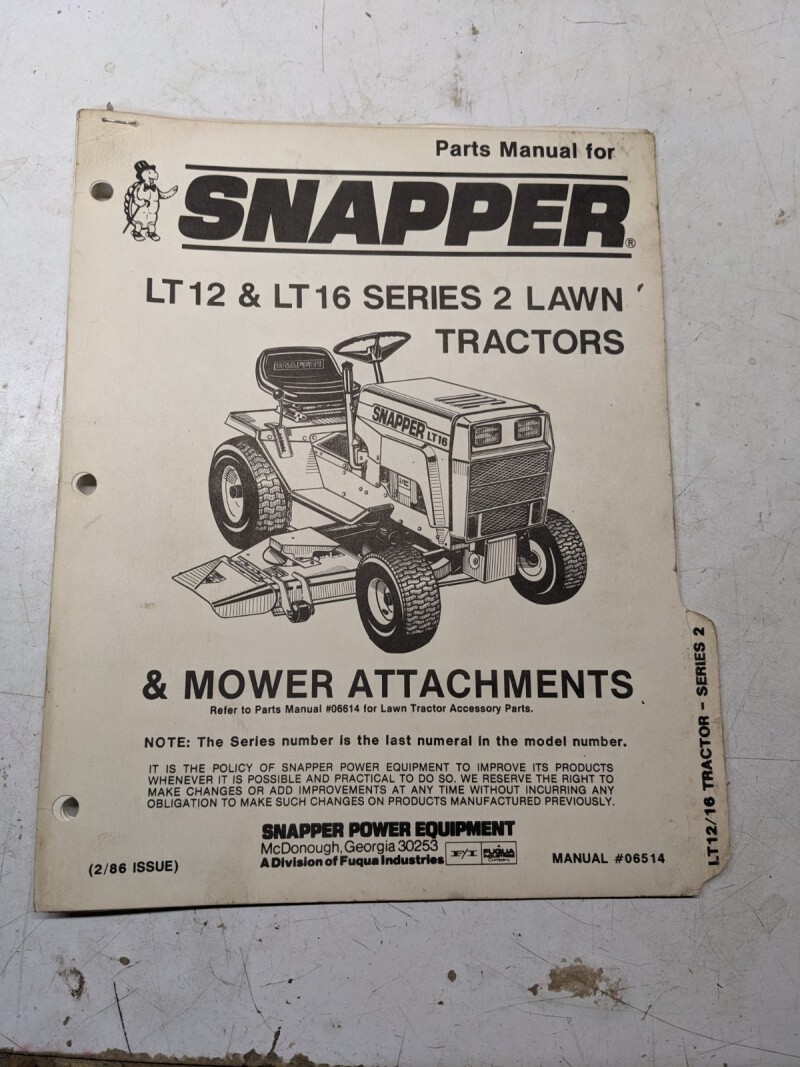 Parts Manual for
SNAPPER®
LT12 & LT16 SERIES 2 LAWN
TRACTORS
SNAPPER
SNAPPER LT16
& MOWER ATTACHMENTS
Refer to Parts Manual #06614 for Lawn Tractor Accessory Parts.
NOTE: The Series number is the last numeral in the model number.
IT IS THE POLICY OF SNAPPER POWER EQUIPMENT TO IMPROVE ITS PRODUCTS
WHENEVER IT IS POSSIBLE AND PRACTICAL TO DO SO. WE RESERVE THE RIGHT TO
MAKE CHANGES OR ADD IMPROVEMENTS AT ANY TIME WITHOUT INCURRING ANY
OBLIGATION TO MAKE SUCH CHANGES ON PRODUCTS MANUFACTURED PREVIOUSLY.
SNAPPER POWER EQUIPMENT
McDonough, Georgia 30253
A Division of Fuqua Industries
FUQUA
(2/86 ISSUE)
MANUAL #06514
LT12/16 TRACTOR - SERIES 2